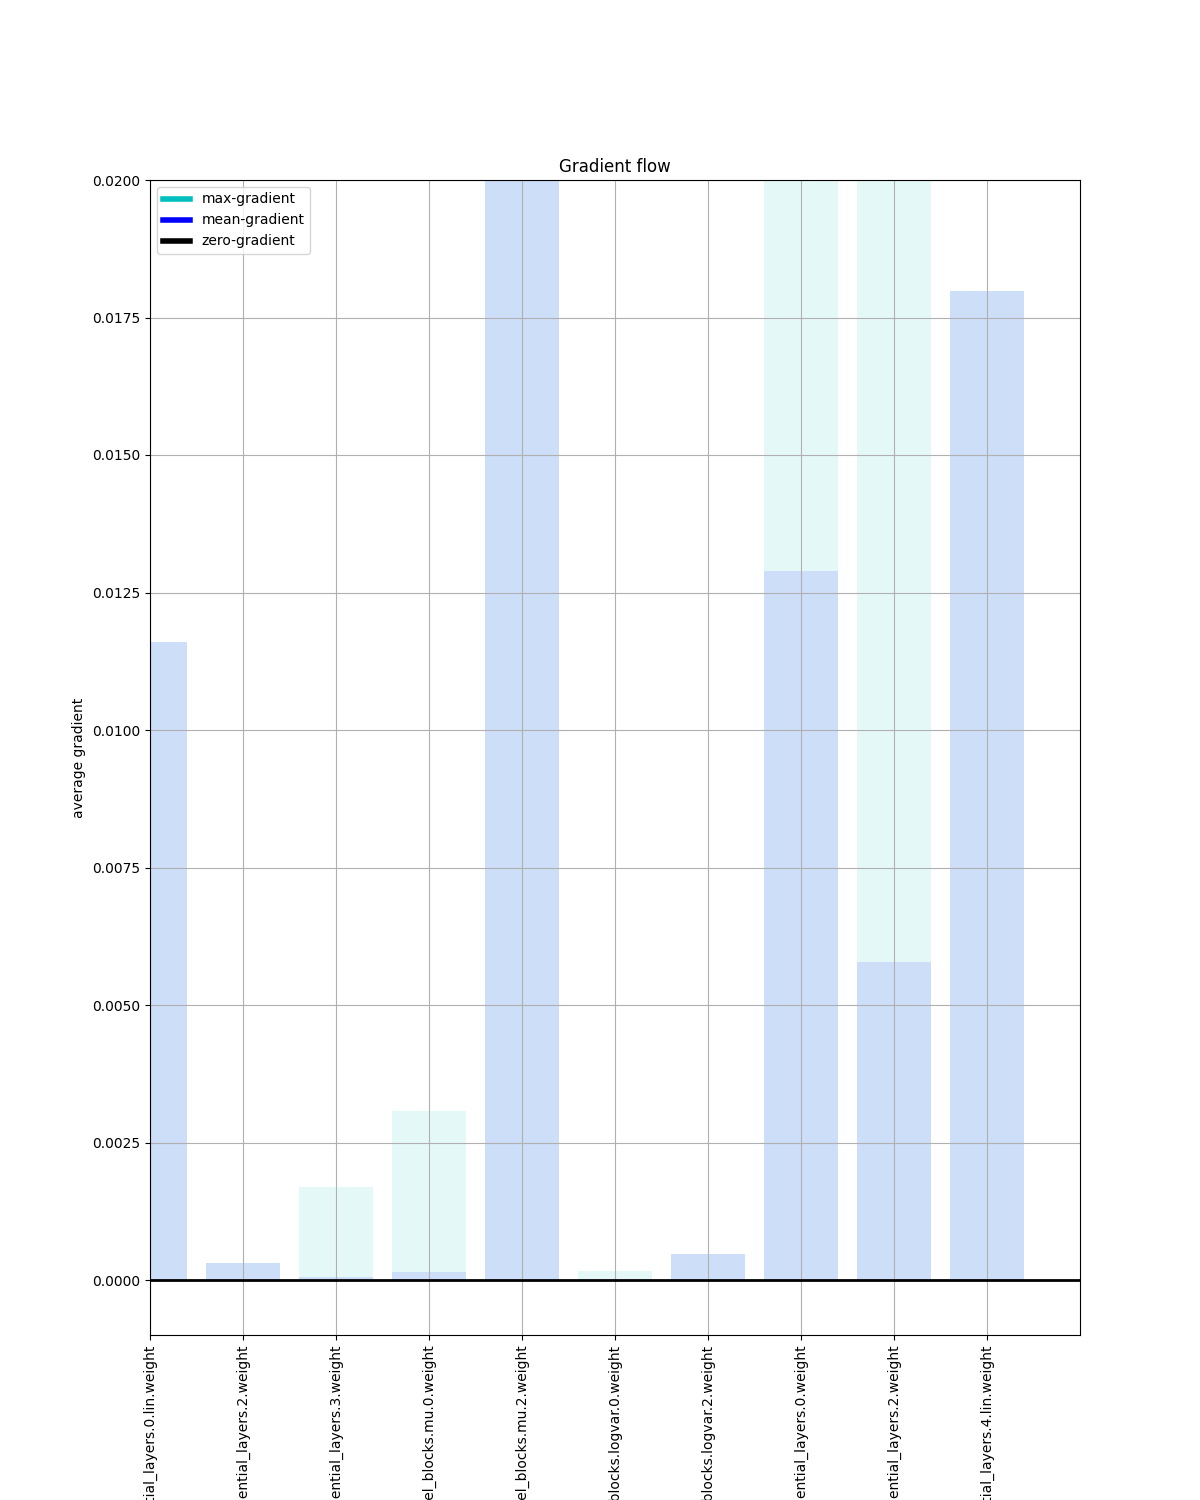 Gradient flow
max-gradient
mean-gradient
zero-gradient
average gradient
0.0200
0.0175
0.0150
0.0125
0.0100
0.0075
0.0050
0.0025
0.0000
tial_layers.0.lin.weight
ential_layers.2.weight
ential_layers.3.weight
el_blocks.mu.0.weight
el_blocks.mu.2.weight
blocks.logvar.0.weight
blocks.logvar.2.weight
ential_layers.0.weight
ential_layers.2.weight
tial_layers.4.lin.weight